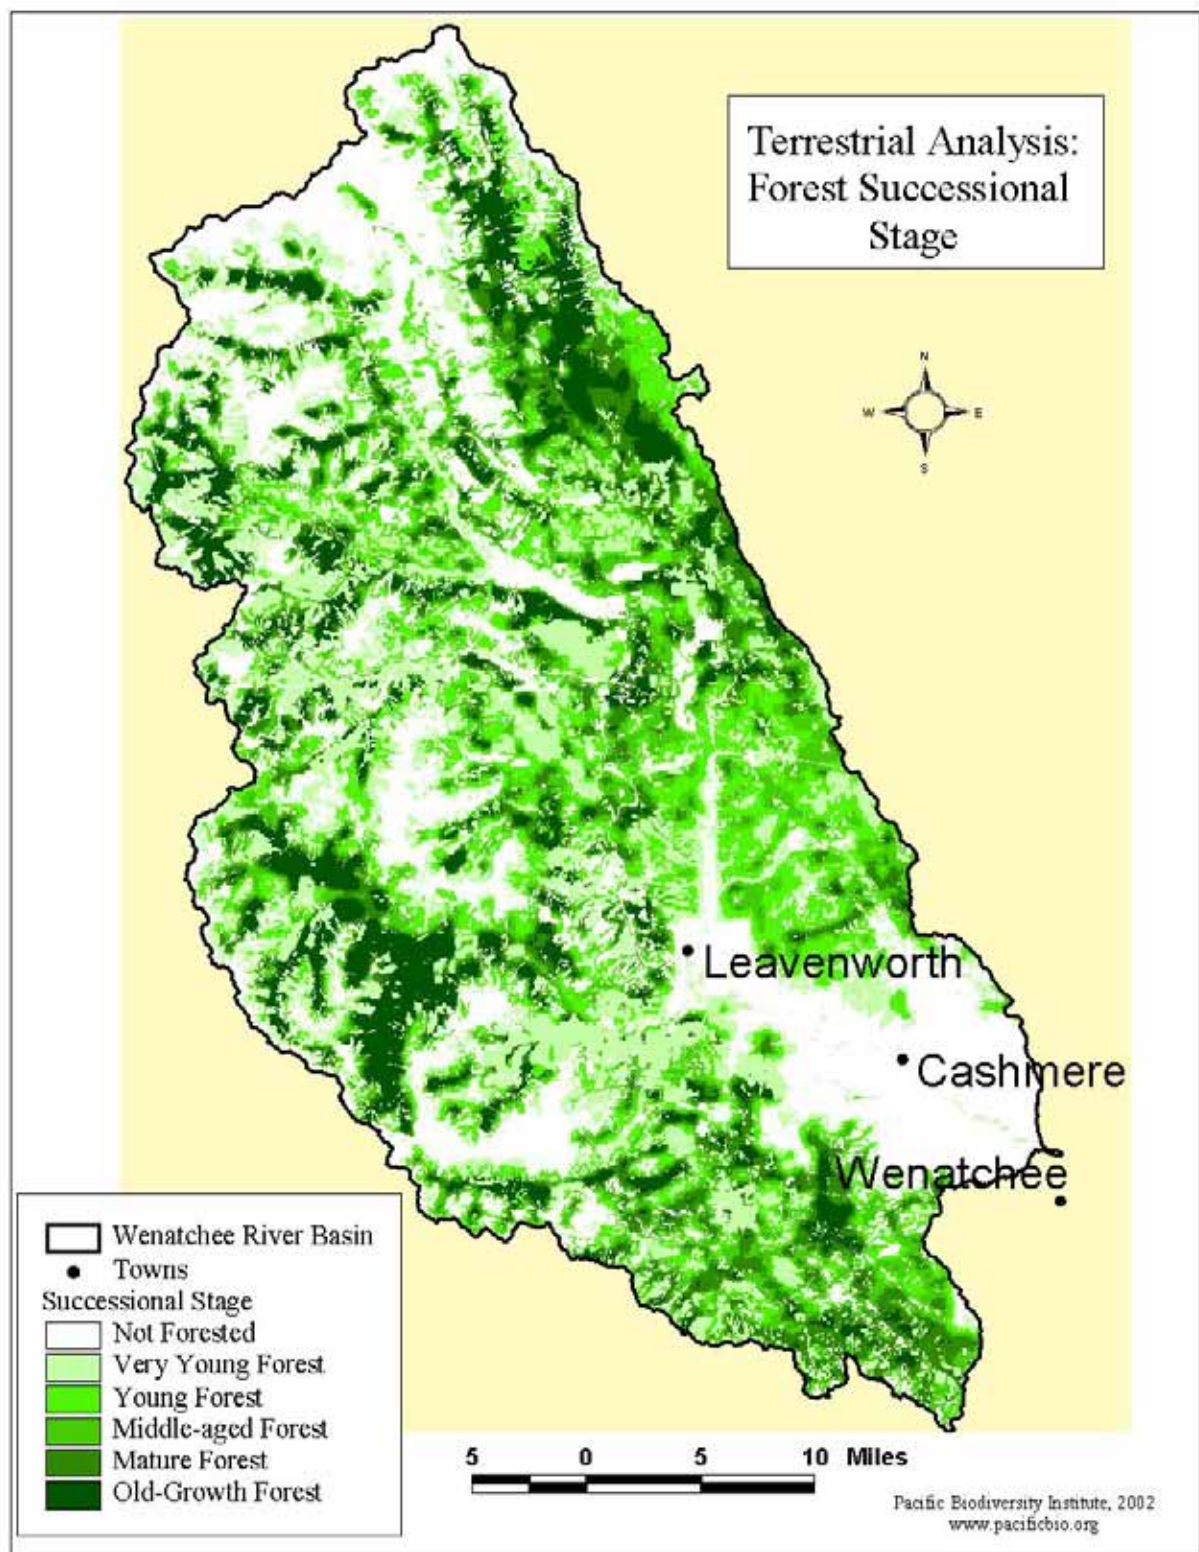 Terrestrial Analysis:
Forest Successional
Stage
N
W E
S
Leavenworth
Cashmere
Wenatchee
Wenatchee River Basin
Towns
Successional Stage
Not Forested
Very Young Forest
Young Forest
Middle-aged Forest
Mature Forest
Old-Growth Forest
5 0 5 10 Miles
Pacific Biodiversity Institute, 2002
www.pacificbio.org